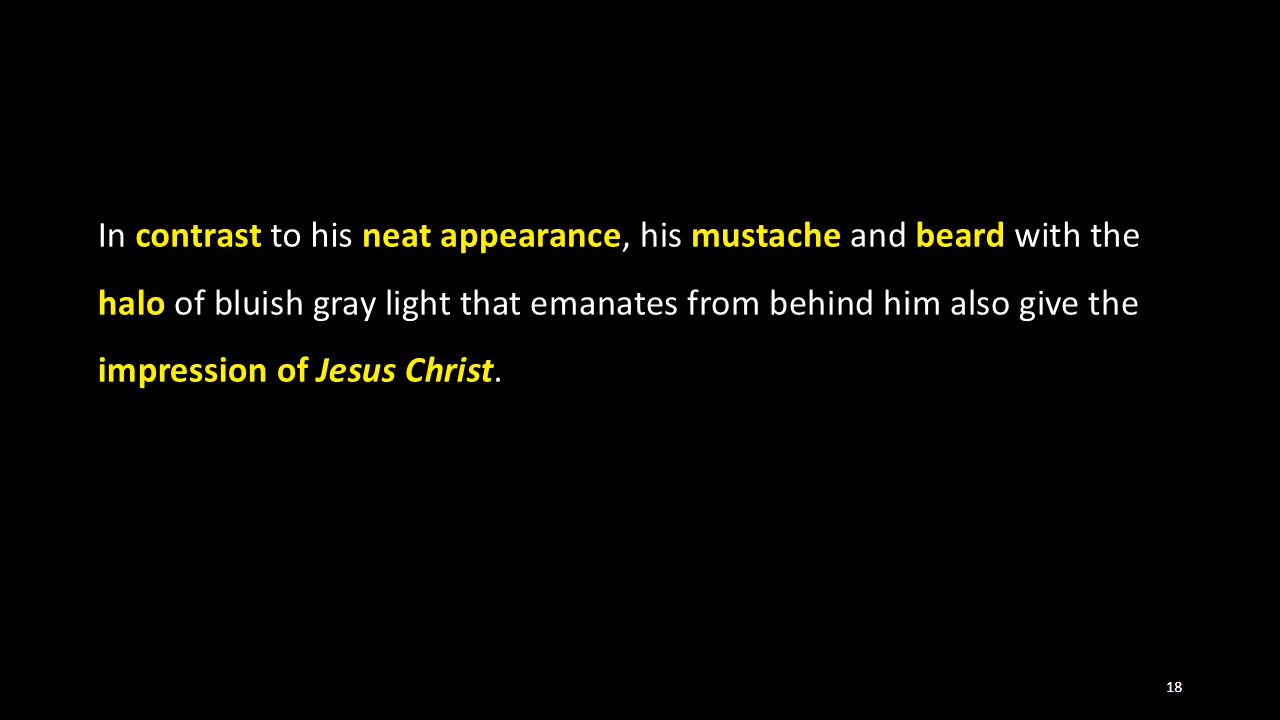 In contrast to his neat appearance, his mustache and beard with the
halo of bluish gray light that emanates from behind him also give the
impression of Jesus Christ.
18